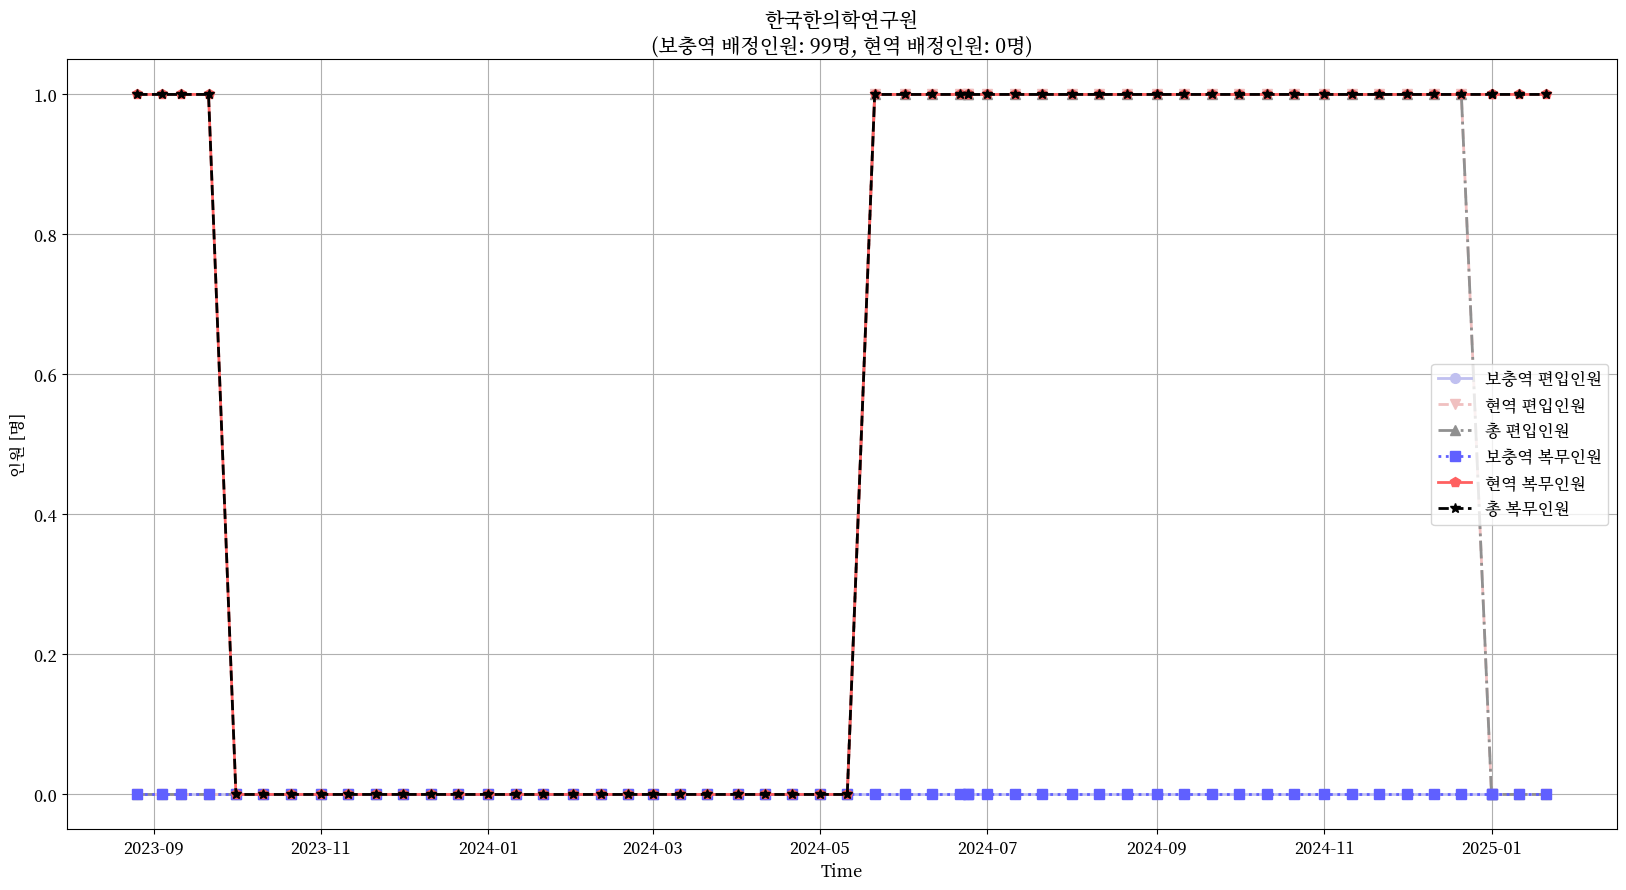 한국한의학연구원
(보충역 배정인원: 99명, 현역 배정인원: 0명)
인원 [명]
1.0
0.8
0.6
0.4
0.2
0.0
보충역 편입인원
현역 편입인원
총 편입인원
보충역 복무인원
현역 복무인원
총 복무인원
2023-09 2023-11 2024-01 2024-03 2024-05 2024-07 2024-09 2024-11 2025-01
Time